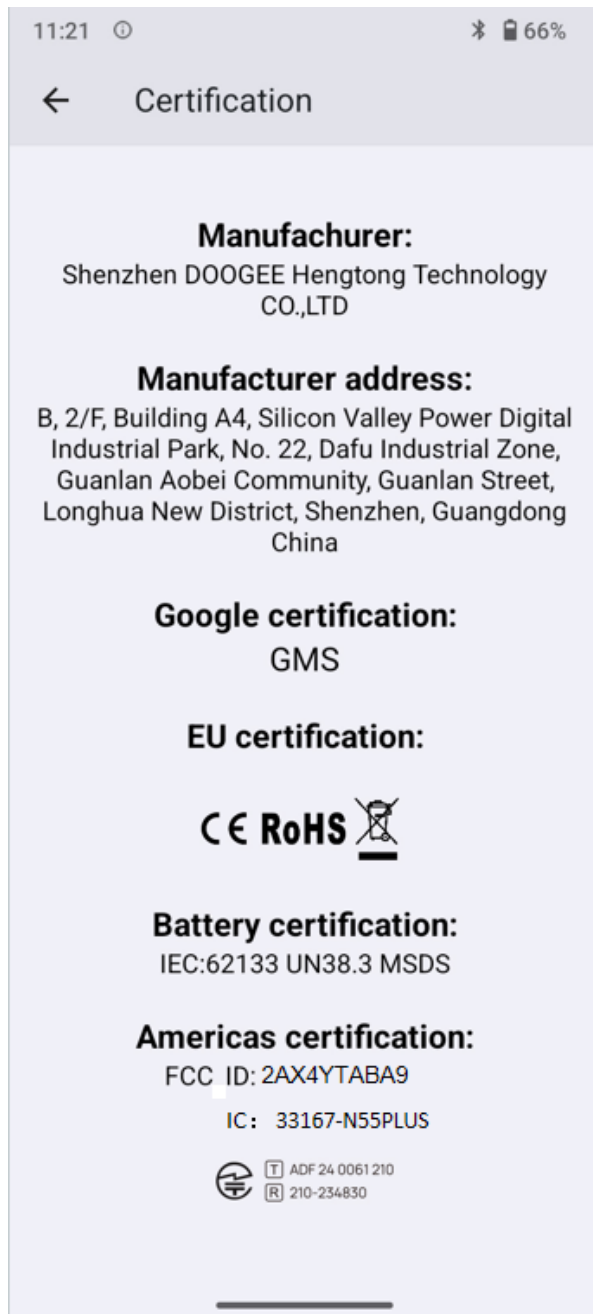 11:21 66%
Certification
Manufachurer:
Shenzhen DOOGEE Hengtong Technology
CO.,LTD
Manufacturer address:
B, 2/F, Building A4, Silicon Valley Power Digital
Industrial Park, No. 22, Dafu Industrial Zone,
Guanlan Aobei Community, Guanlan Street,
Longhua New District, Shenzhen, Guangdong
China
Google certification:
GMS
EU certification:
CE RoHS
Battery certification:
IEC:62133 UN38.3 MSDS
Americas certification:
FCC_ID: 2AX4YTABA9
IC： 33167-N55PLUS
T ADF 24 0061 210
R 210-234830